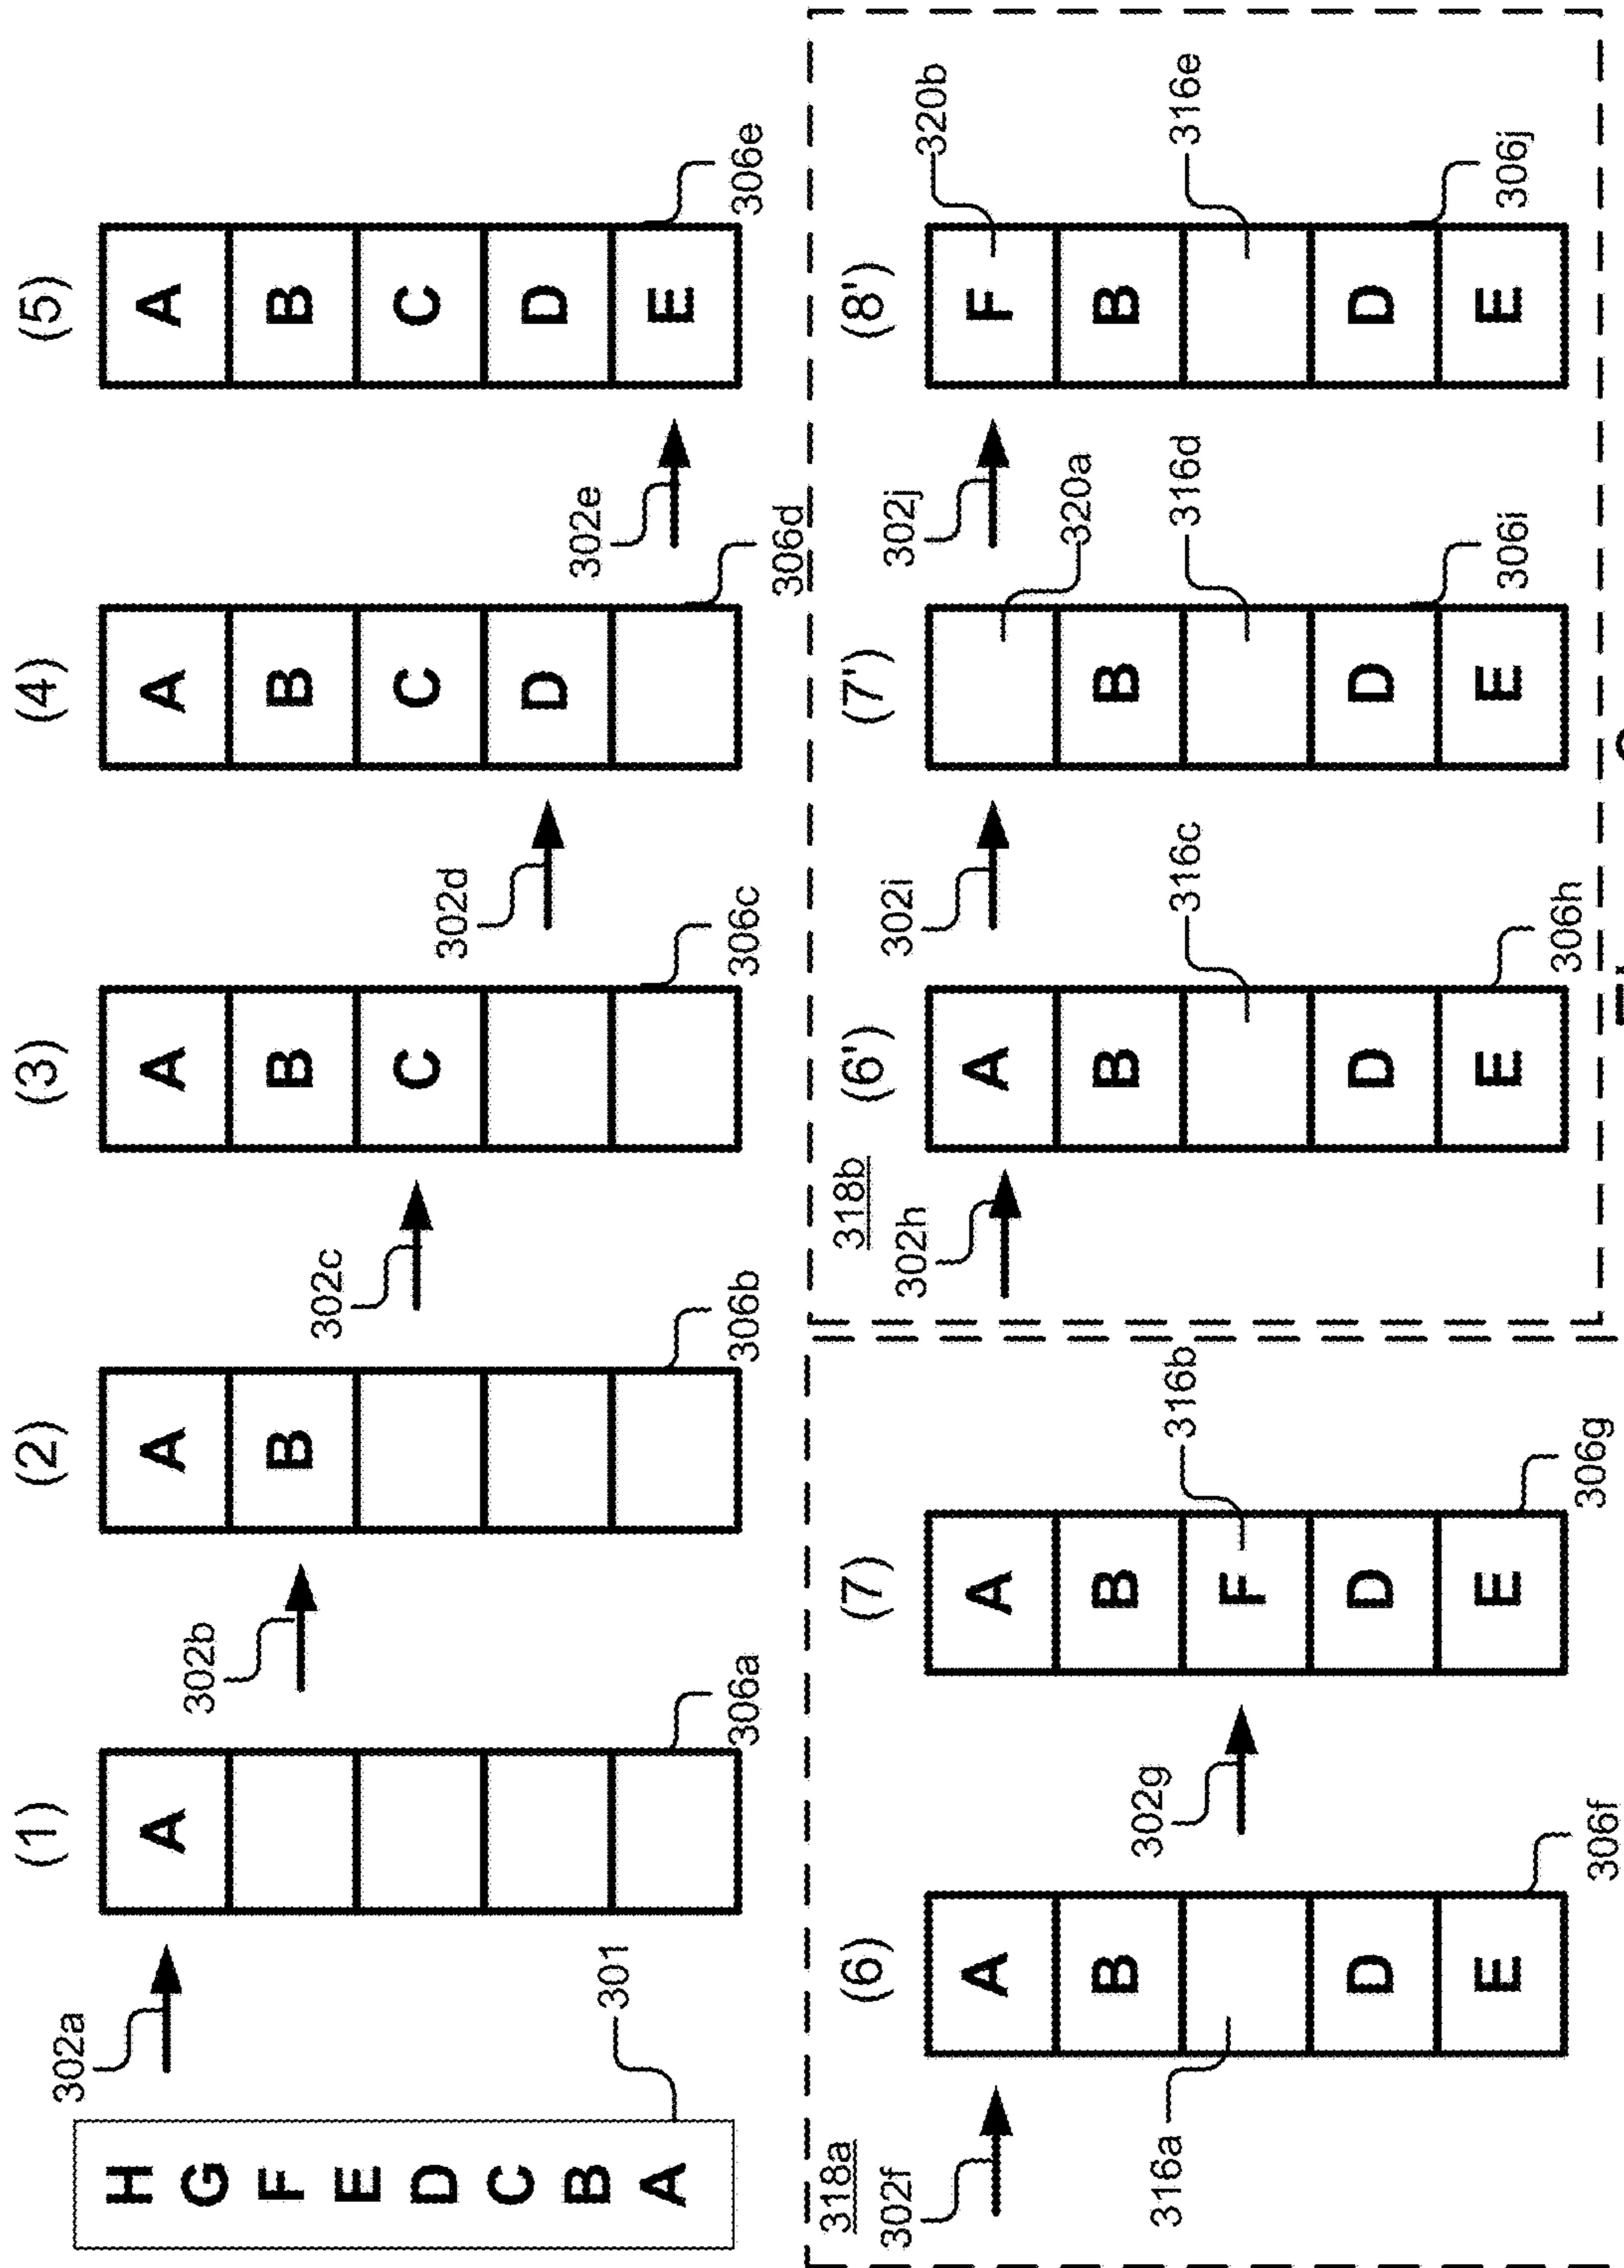 H
G
F
E
D
C
B
A
301
302a
(1)
A
306a
302b
(2)
A
B
306b
302c
(3)
A
B
C
306c
302d
(4)
A
B
C
D
306d
302e
(5)
A
B
C
D
E
306e
318a
302f
(6)
A
B
D
E
316a
306f
302g
(7)
A
B
F
D
E
316b
306g
318b
302h
(6')
A
B
D
E
316c
306h
302i
(7')
B
D
E
320a
316d
306i
302j
(8')
F
B
D
E
320b
316e
306j